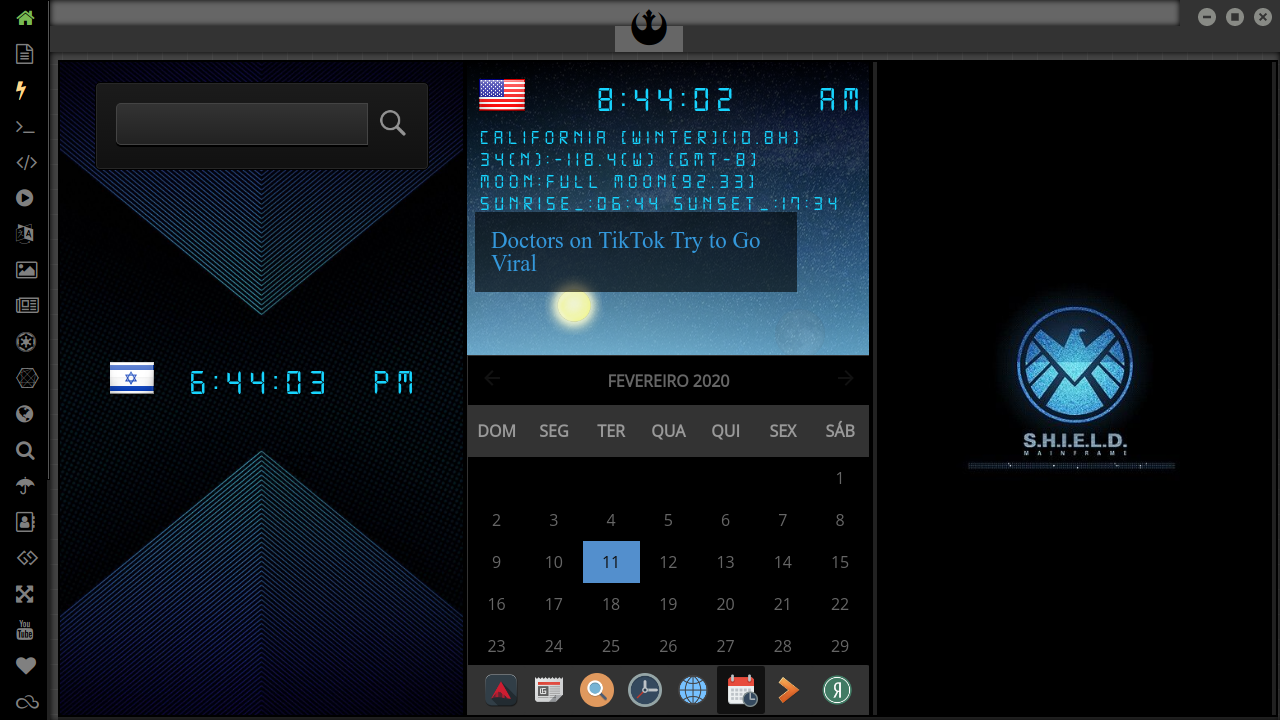 8:44:02 AM
CALIFORNIA [WINTER][10.8H]
34(N):-118.4(W) [GMT-8]
MOON:FULL MOON[92.33]
SUNRISE_:06:44 SUNSET_:17:34
Doctors on TikTok Try to Go
Viral
6:44:03 PM
FEVEREIRO 2020
DOM SEG TER QUA QUI SEX SÁB
1
2 3 4 5 6 7 8
9 10 11 12 13 14 15
16 17 18 19 20 21 22
23 24 25 26 27 28 29
S.H.I.E.L.D.
MAINFRAME
You
Tube
Я